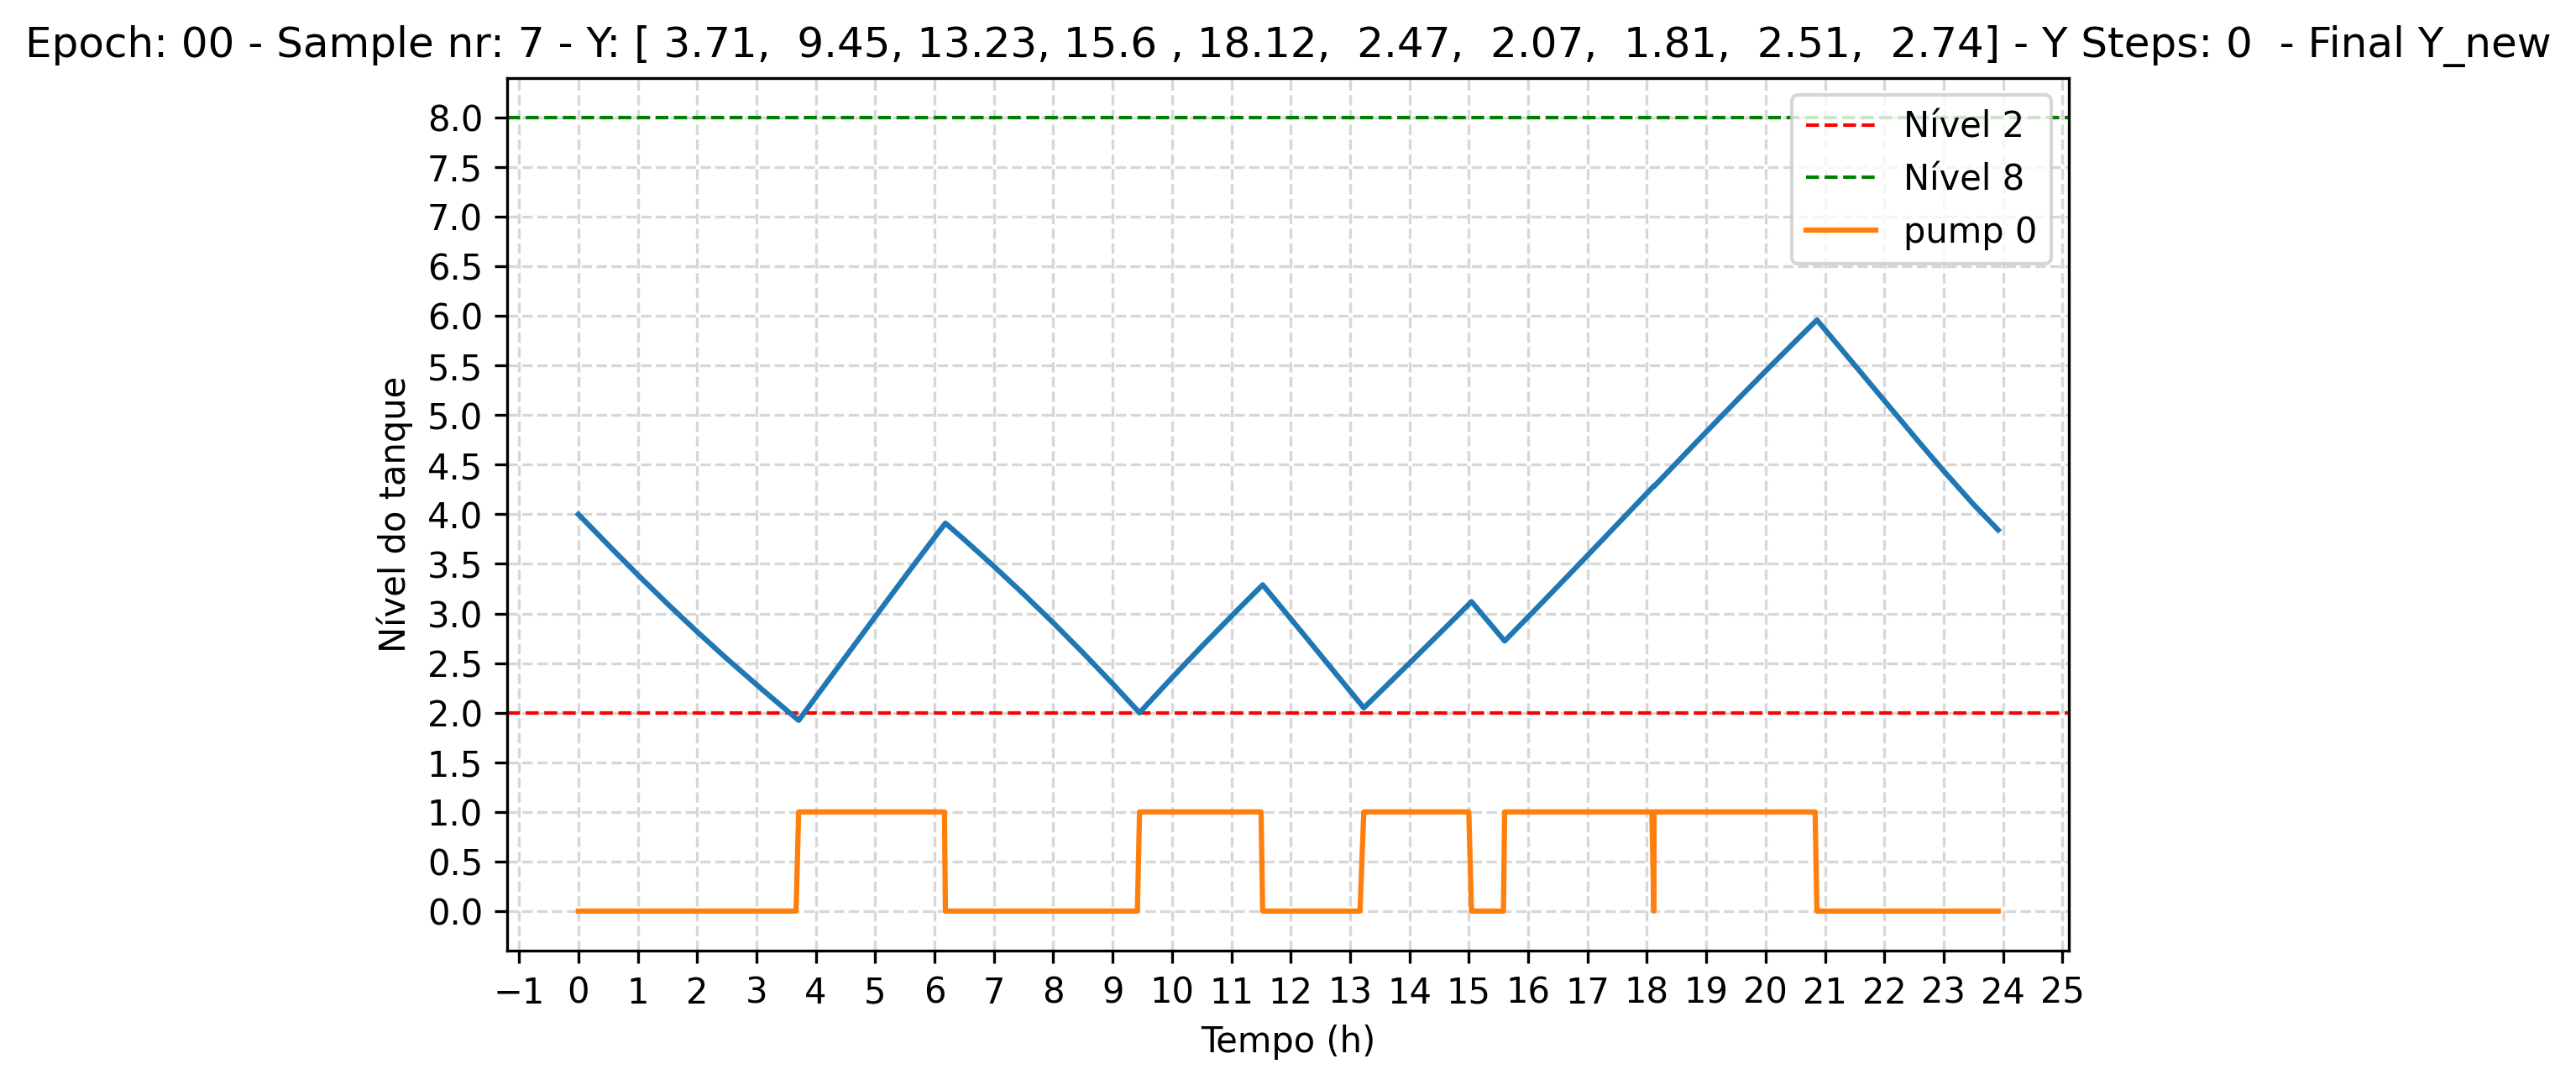 Epoch: 00 - Sample nr: 7 - Y: [ 3.71,  9.45, 13.23, 15.6 , 18.12,  2.47,  2.07,  1.81,  2.51,  2.74] - Y Steps: 0  - Final Y_new
Nível 2
Nível 8
pump 0
Nível do tanque
8.0
7.5
7.0
6.5
6.0
5.5
5.0
4.5
4.0
3.5
3.0
2.5
2.0
1.5
1.0
0.5
0.0
−1 0 1 2 3 4 5 6 7 8 9 10 11 12 13 14 15 16 17 18 19 20 21 22 23 24 25
Tempo (h)